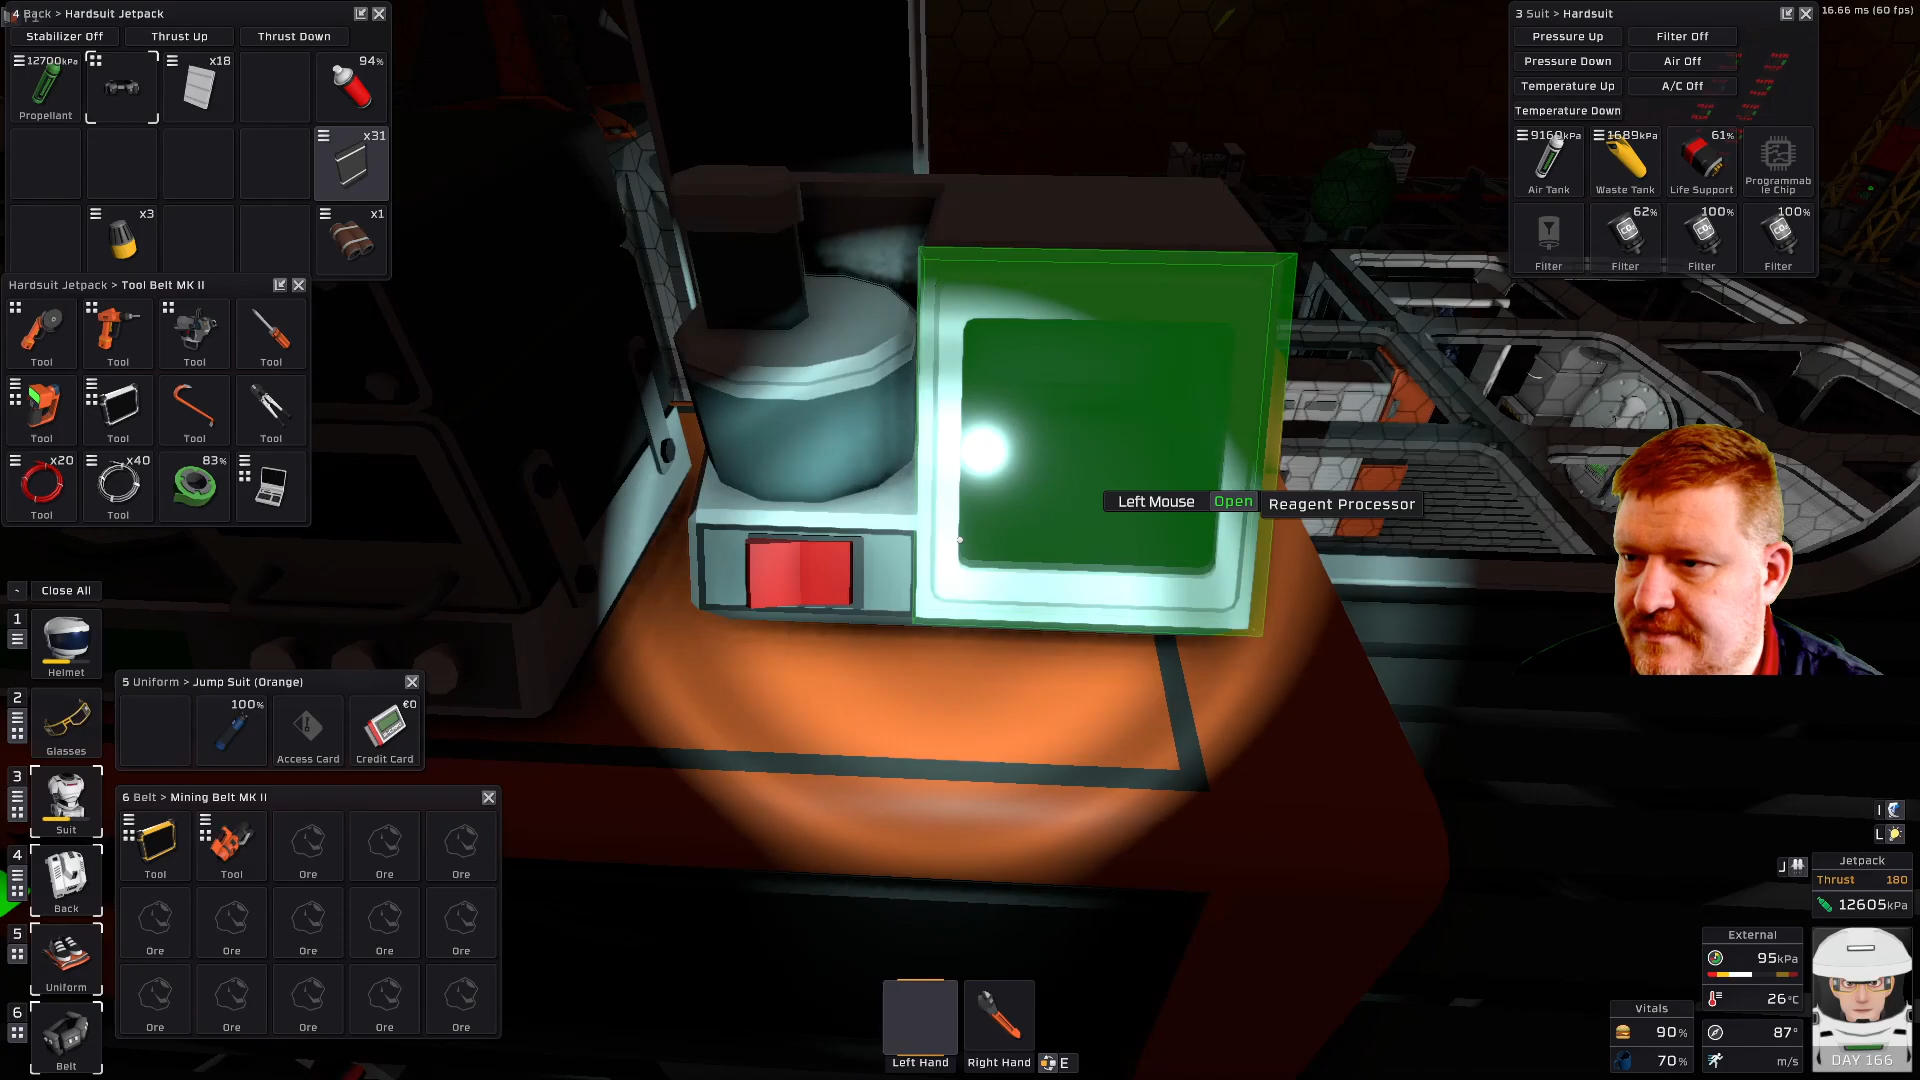 4 Back > Hardsuit Jetpack
Stabilizer Off Thrust Up Thrust Down
12700kPa x18 94%
Propellant
x31
x3 x1
Hardsuit Jetpack > Tool Belt MK II
Tool Tool Tool Tool
Tool Tool Tool Tool
x20 x40 83%
Tool Tool Tool Tool
3 Suit > Hardsuit
16.66 ms (60 fps)
Pressure Up Filter Off
Pressure Down Air Off
Temperature Up A/C Off
Temperature Down
9160kPa 1689kPa 61%
Air Tank Waste Tank Life Support Programmable Chip
62% 100% 100%
Filter Filter Filter Filter
Left Mouse Open Reagent Processor
~ Close All
1
Helmet
2
Glasses
3
Suit
4
Back
5
Uniform
6
Belt
5 Uniform > Jump Suit (Orange)
100% €0
Access Card Credit Card
6 Belt > Mining Belt MK II
Tool Tool Ore Ore Ore
Ore Ore Ore Ore Ore
Ore Ore Ore Ore Ore
Left Hand Right Hand E
I
L
J
Jetpack
Thrust 180
12605kPa
External
95kPa
26°C
87°
m/s
Vitals
90%
70%
DAY 166